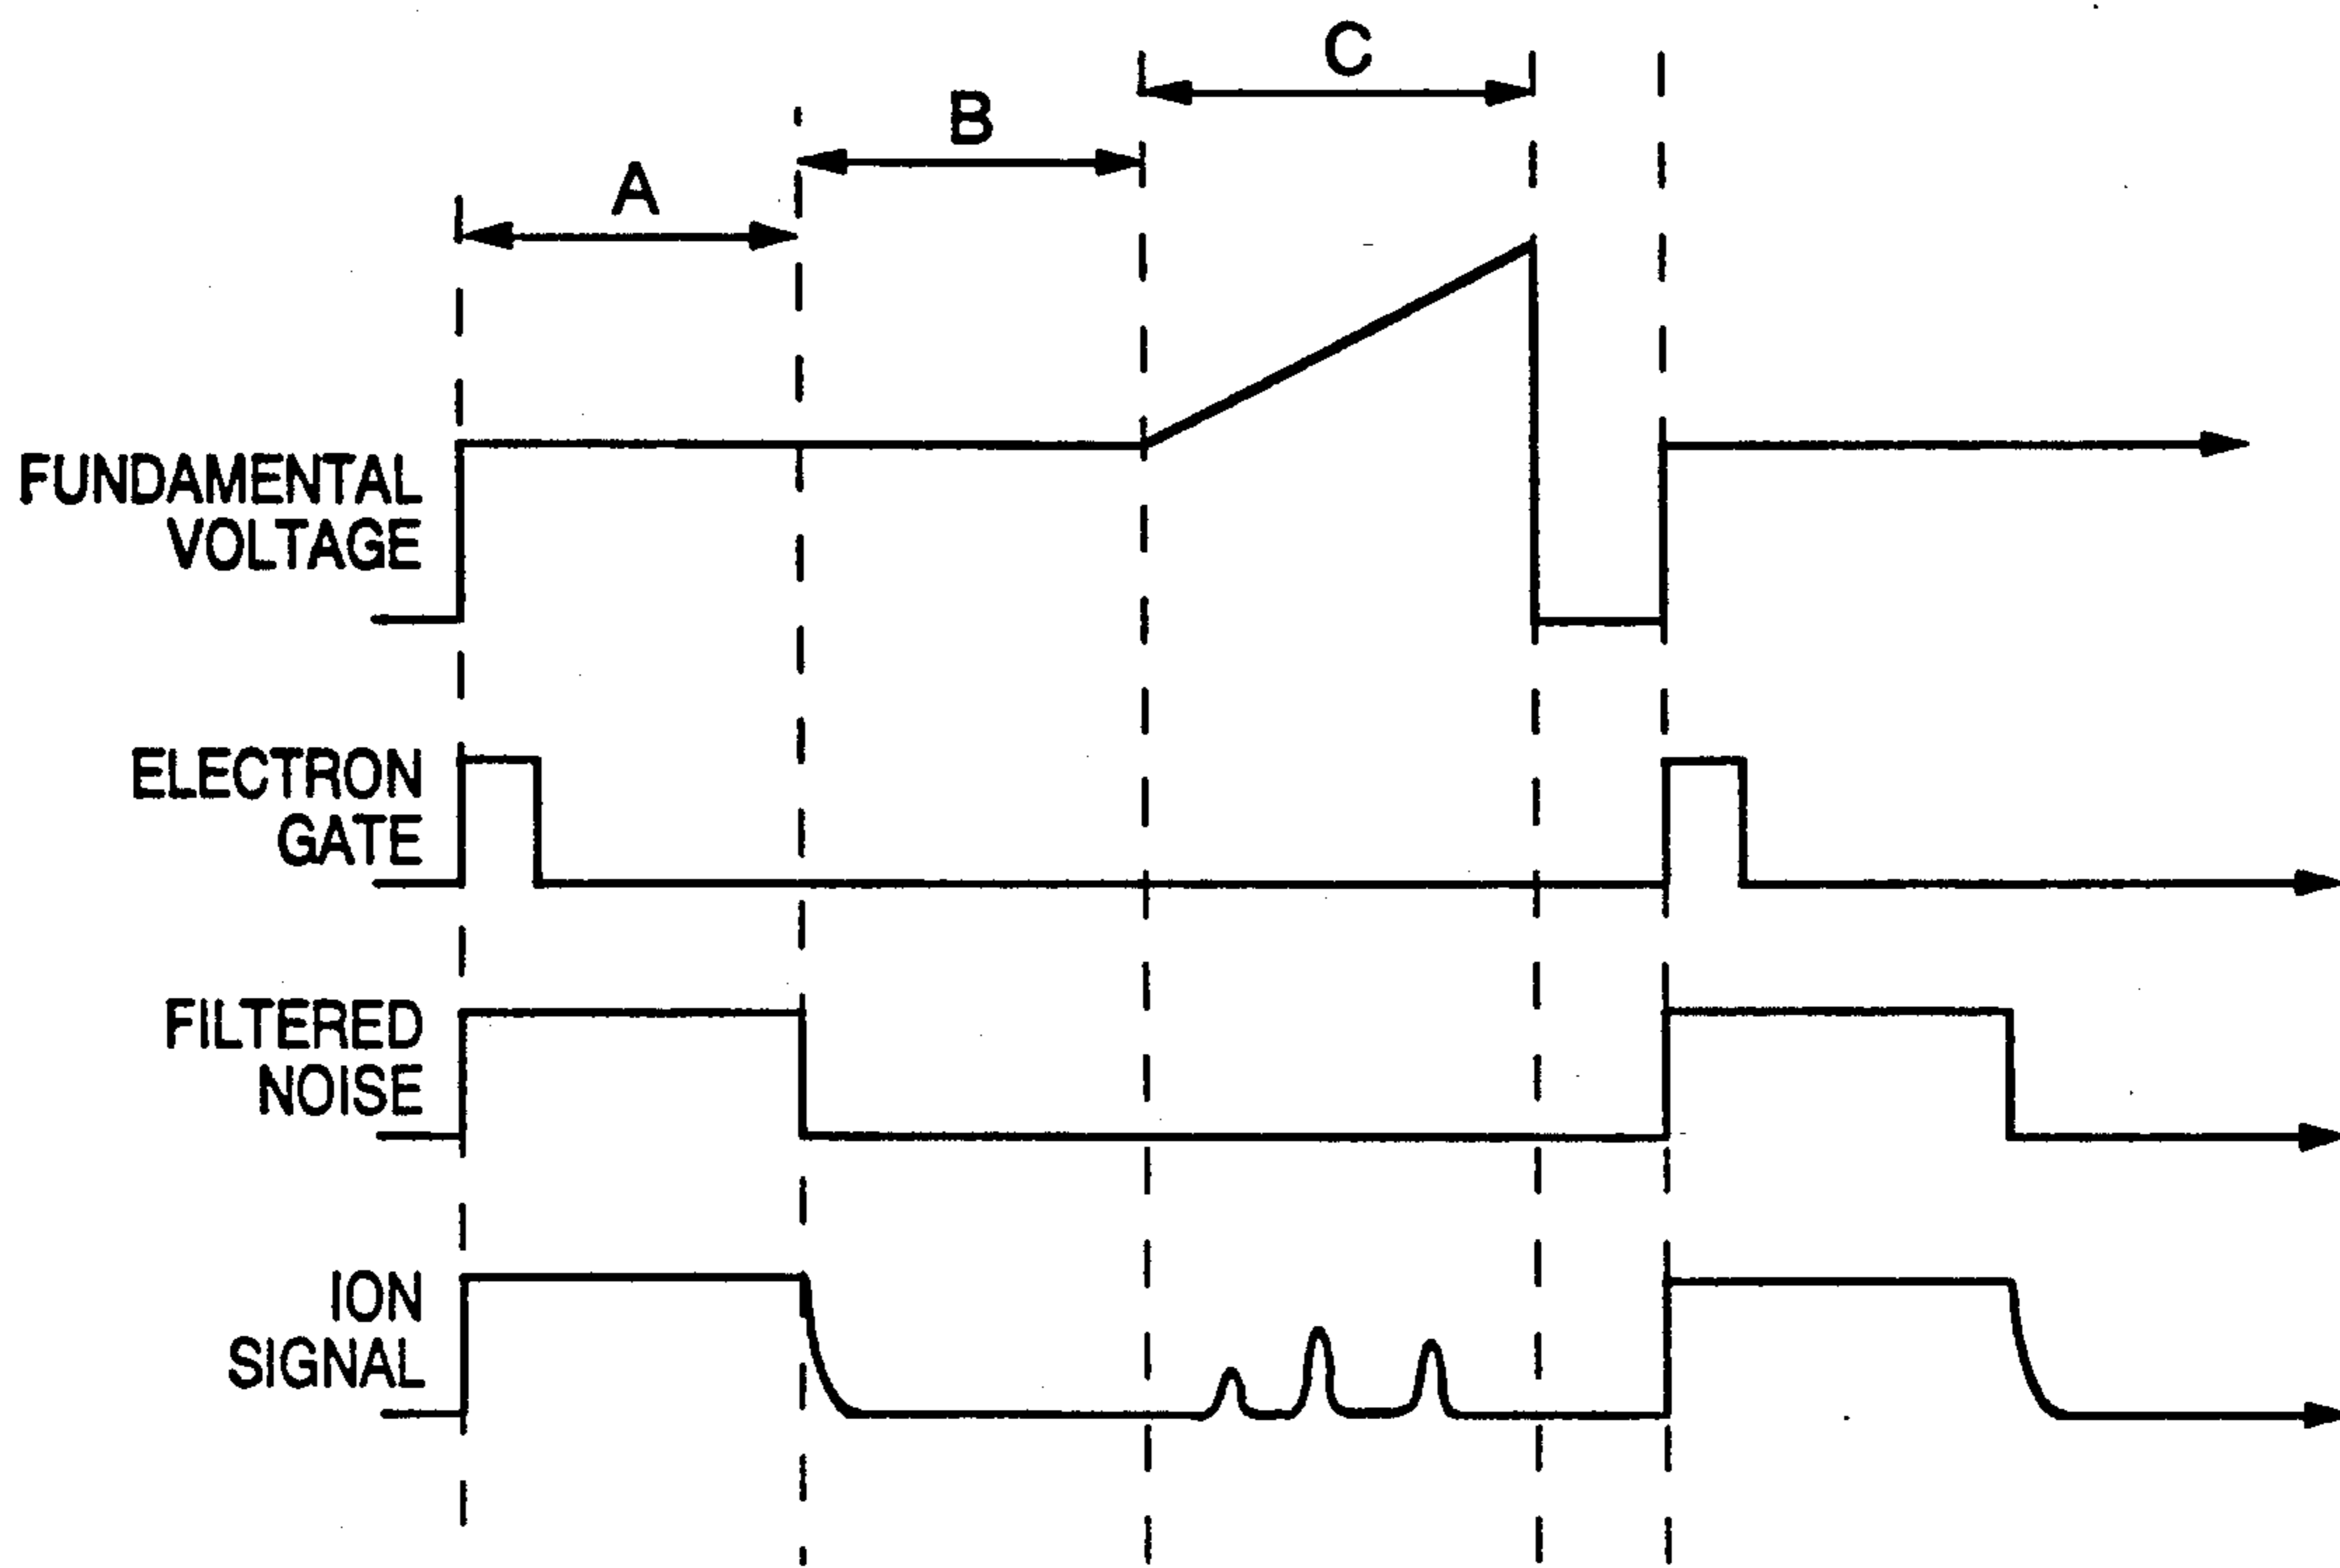 C
B
A
FUNDAMENTAL
VOLTAGE
ELECTRON
GATE
FILTERED
NOISE
ION
SIGNAL